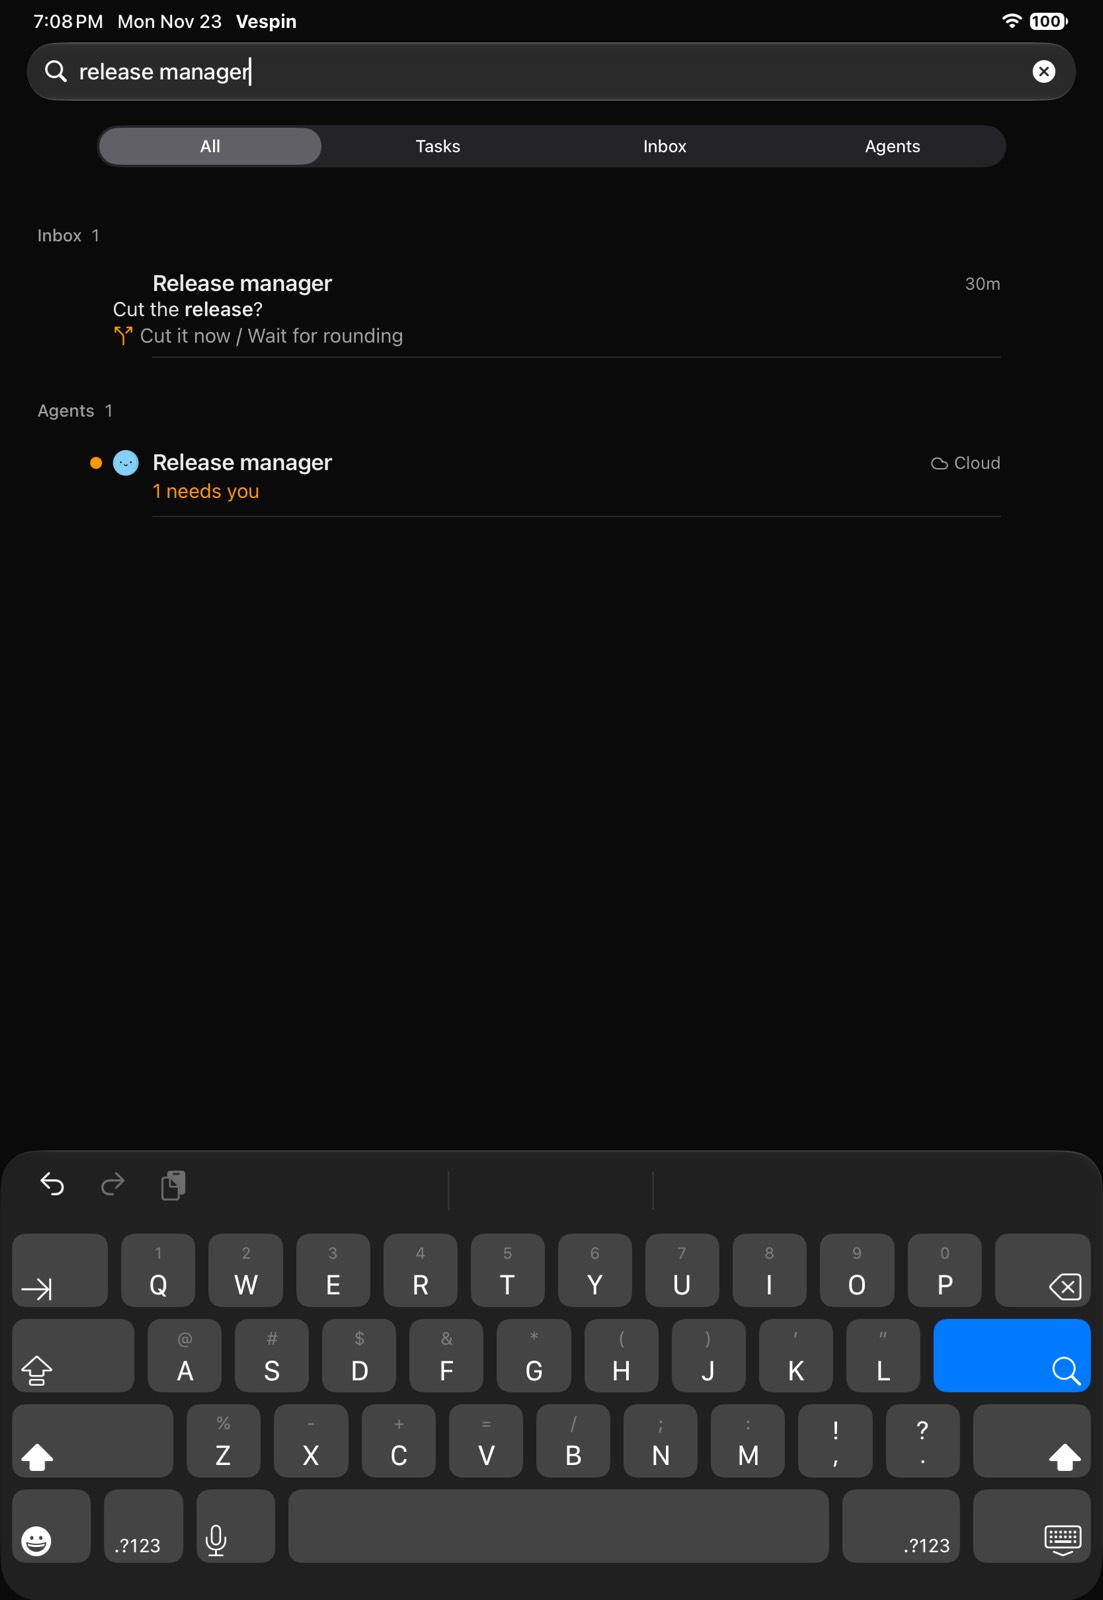 7:08 PM Mon Nov 23 Vespin
100
release manager
All Tasks Inbox Agents
Inbox 1
Release manager 30m
Cut the release?
Cut it now / Wait for rounding
Agents 1
Release manager Cloud
1 needs you
1 2 3 4 5 6 7 8 9 0
Q W E R T Y U I O P
@ # $ & * ( ) ' "
A S D F G H J K L
% - + = / ; : ! ?
Z X C V B N M , .
.?123 .?123